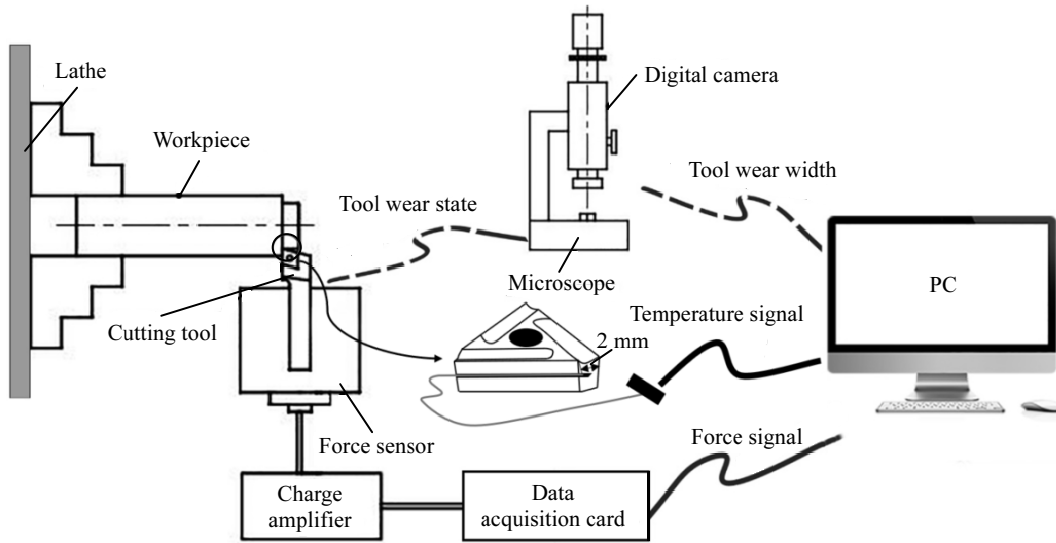 Lathe
Digital camera
Workpiece
Tool wear state
Tool wear width
Microscope
PC
Cutting tool
Temperature signal
2 mm
Force sensor
Force signal
Charge
amplifier
Data
acquisition card